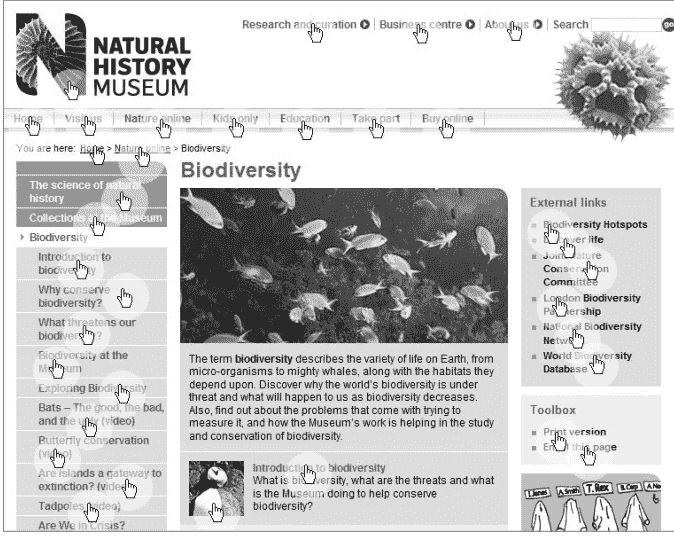 Research and curation
Business centre
About us
Search
go
NATURAL
HISTORY
MUSEUM
Home
Visit us
Nature online
Kids only
Education
Take part
Buy online
You are here: Home > Nature online > Biodiversity
Biodiversity
The science of natural
history
Collections at the Museum
Biodiversity
Introduction to
biodiversity
Why conserve
biodiversity?
What threatens our
biodiversity?
Biodiversity at the
Museum
Exploring Biodiversity
Bats – The good, the bad,
and the ugly (video)
Butterfly conservation
(video)
Are islands a gateway to
extinction? (video)
Tadpoles (video)
Are We in Crisis?
The term biodiversity describes the variety of life on Earth, from
micro-organisms to mighty whales, along with the habitats they
depend upon. Discover why the world's biodiversity is under
threat and what will happen to us as biodiversity decreases.
Also, find out about the problems that come with trying to
measure it, and how the Museum's work is helping in the study
and conservation of biodiversity.
Introduction to biodiversity
What is biodiversity, what are the threats and what
is the Museum doing to help conserve
biodiversity?
External links
Biodiversity Hotspots
Discover life
Joint Nature
Conservation
Committee
London Biodiversity
Partnership
National Biodiversity
Network
World Biodiversity
Database
Toolbox
Print version
Email this page
I.Jones
A.Smith
T.Rex
B.Carp
A.No